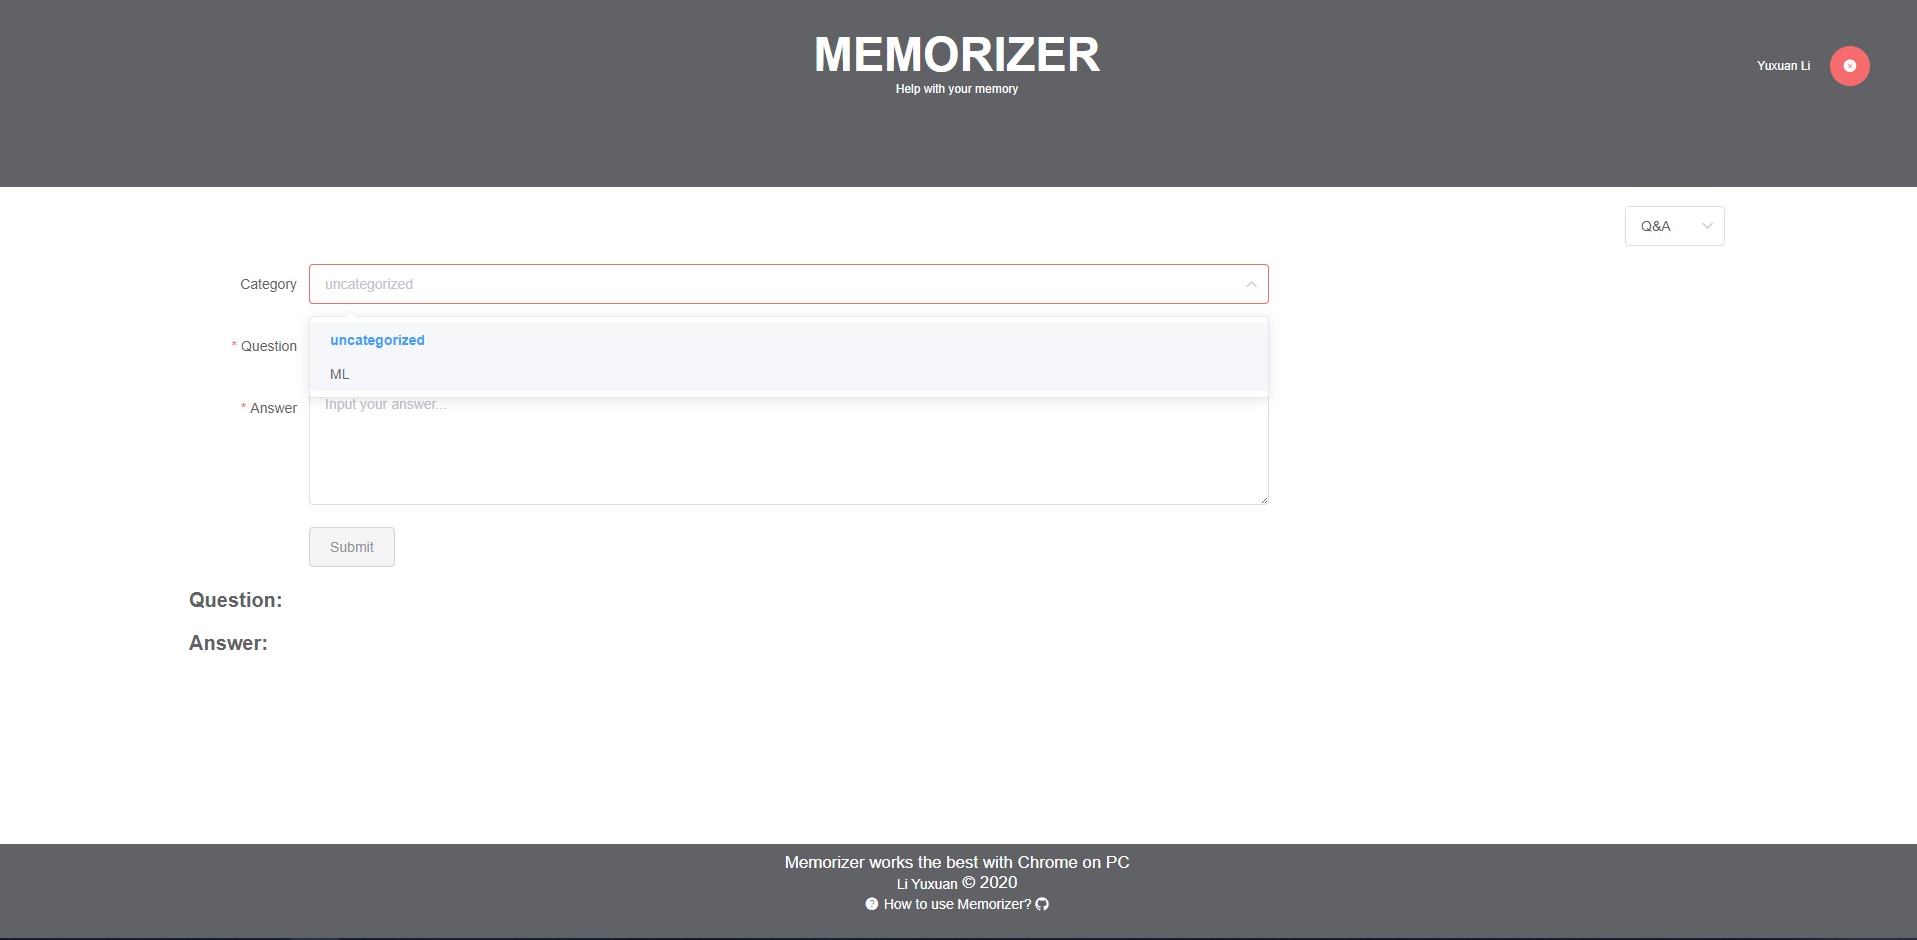 MEMORIZER
Help with your memory
Yuxuan Li
Q&A
Category
uncategorized
uncategorized
ML
* Question
* Answer
Input your answer...
Submit
Question:
Answer:
Memorizer works the best with Chrome on PC
Li Yuxuan © 2020
How to use Memorizer?